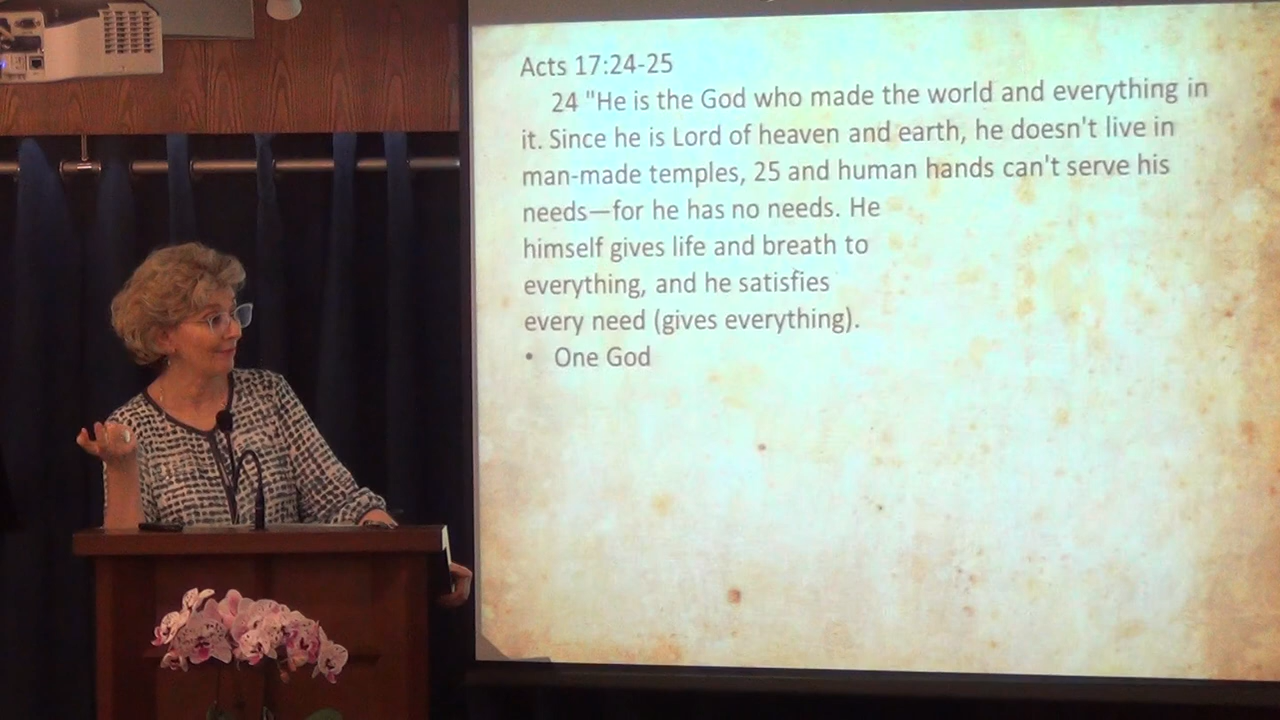 Acts 17:24-25
24 "He is the God who made the world and everything in
it. Since he is Lord of heaven and earth, he doesn't live in
man-made temples, 25 and human hands can't serve his
needs—for he has no needs. He
himself gives life and breath to
everything, and he satisfies
every need (gives everything).
• One God